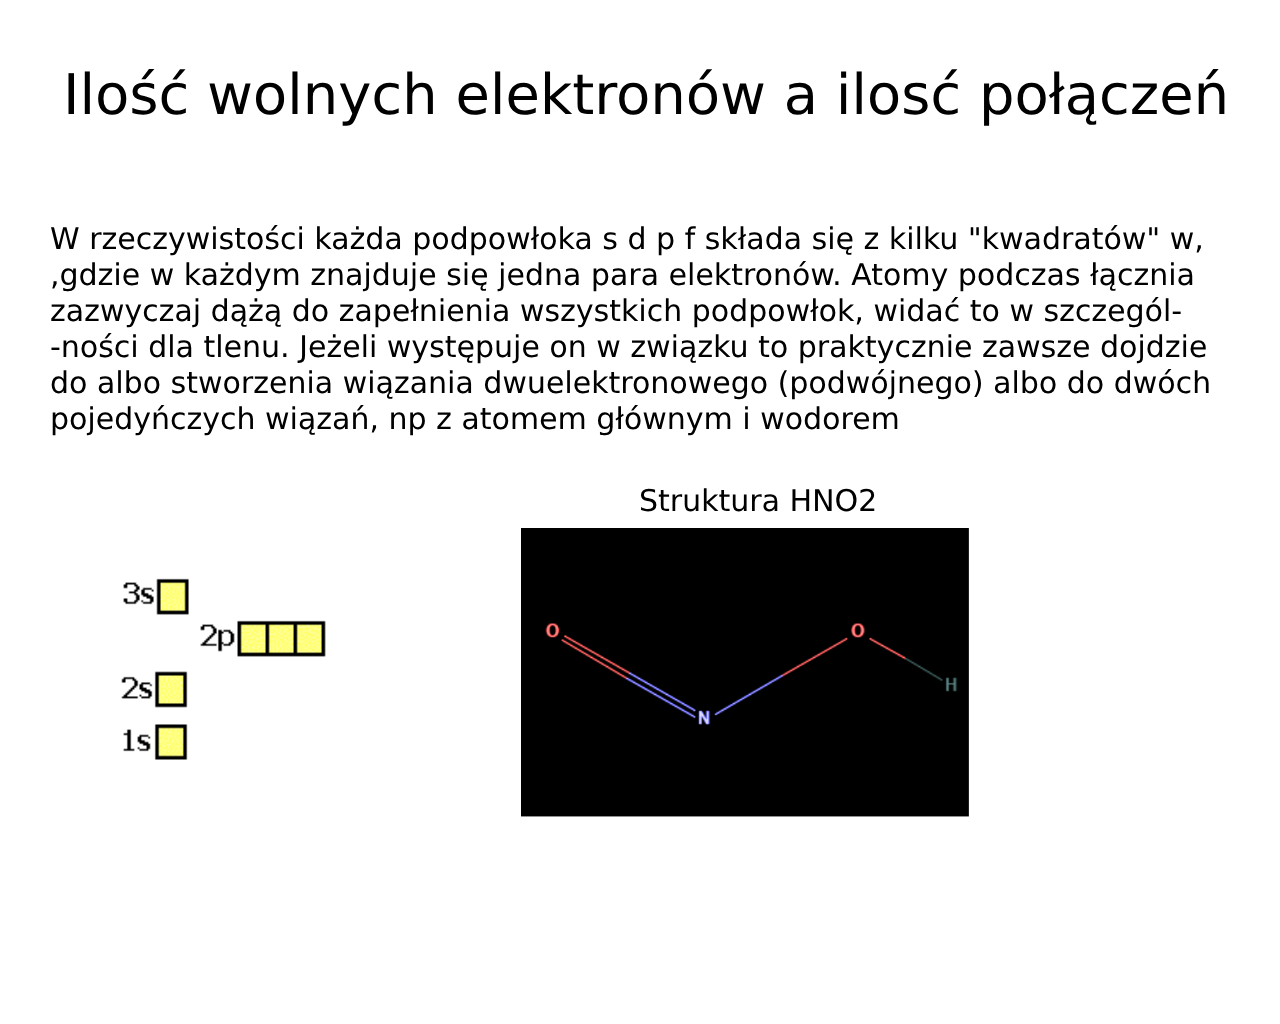 Ilość wolnych elektronów a ilosć połączeń
W rzeczywistości każda podpowłoka s d p f składa się z kilku "kwadratów" w,
,gdzie w każdym znajduje się jedna para elektronów. Atomy podczas łącznia
zazwyczaj dążą do zapełnienia wszystkich podpowłok, widać to w szczegól-
-ności dla tlenu. Jeżeli występuje on w związku to praktycznie zawsze dojdzie
do albo stworzenia wiązania dwuelektronowego (podwójnego) albo do dwóch
pojedyńczych wiązań, np z atomem głównym i wodorem
Struktura HNO2
3s
2p
2s
1s
O
O
H
N